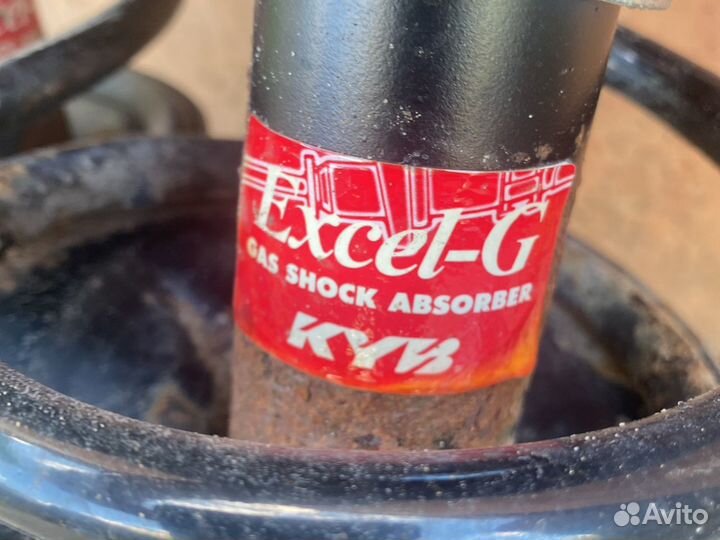 Excel-G
GAS SHOCK ABSORBER
KYB
Avito